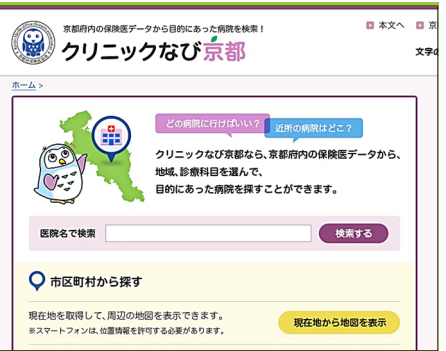 京都府内の保険医データから目的にあった病院を検索！
クリニックなび京都
本文へ
京
文字の
ホーム >
どの病院に行けばいい？
近所の病院はどこ？
クリニックなび京都なら、京都府内の保険医データから、
地域、診療科目を選んで、
目的にあった病院を探すことができます。
医院名で検索
検索する
市区町村から探す
現在地を取得して、周辺の地図を表示できます。
※スマートフォンは、位置情報を許可する必要があります。
現在地から地図を表示